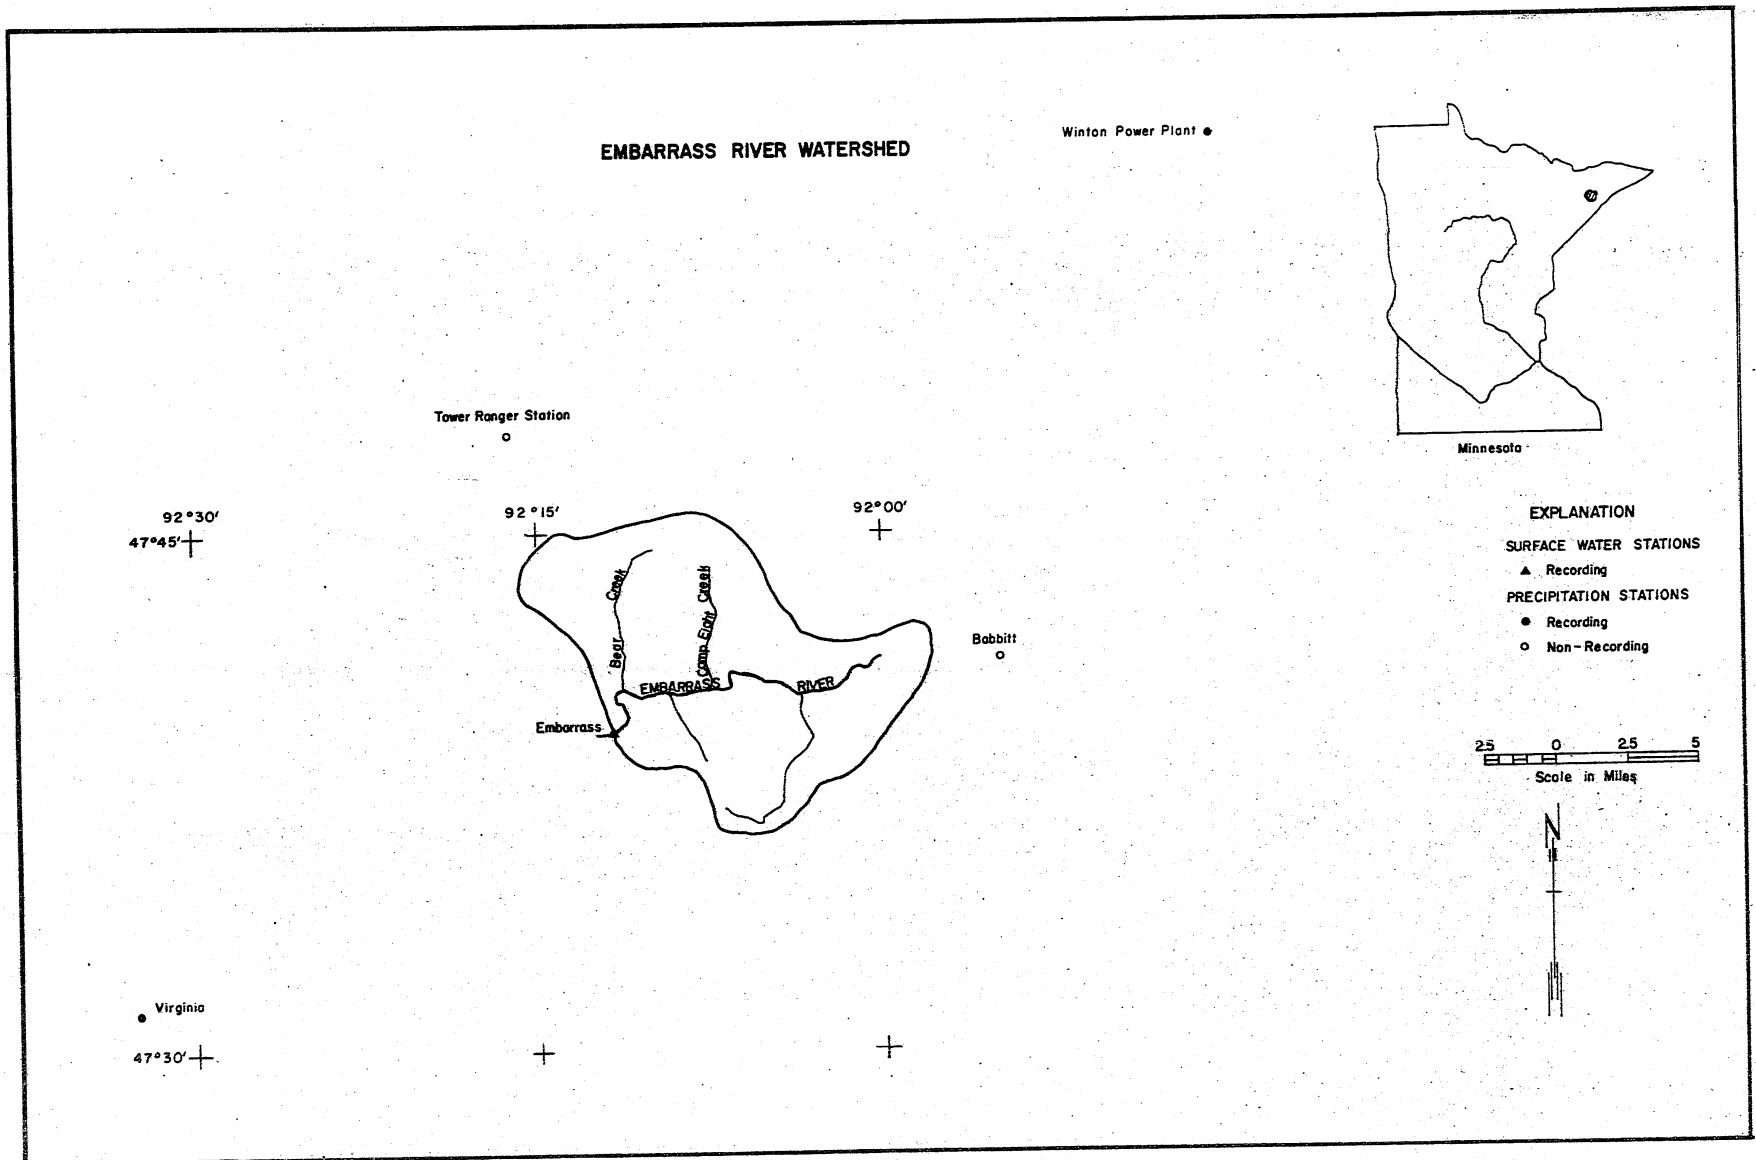 EMBARRASS RIVER WATERSHED
Winton Power Plant
Minnesota
Tower Ranger Station
92°30'
92°15'
92°00'
47°45'
EXPLANATION
SURFACE WATER STATIONS
Recording
PRECIPITATION STATIONS
Recording
Non-Recording
Bear Creek
Camp Eight Creek
Babbitt
EMBARRASS RIVER
Embarrass
2.5 0 2.5 5
Scale in Miles
N
Virginia
47°30'